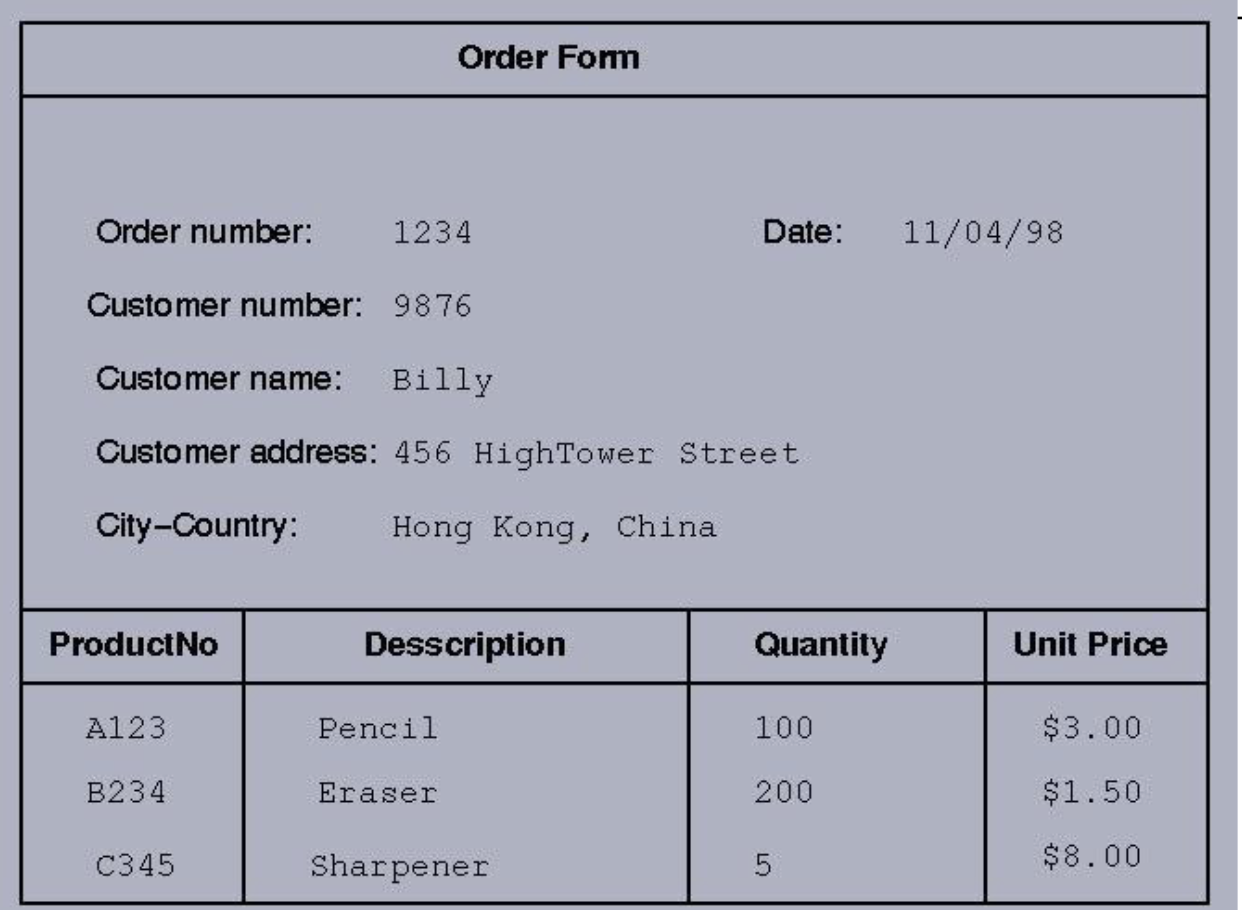 Order Form
Order number: 1234 Date: 11/04/98
Customer number: 9876
Customer name: Billy
Customer address: 456 HighTower Street
City-Country: Hong Kong, China
ProductNo Desscription Quantity Unit Price
A123 Pencil 100 $3.00
B234 Eraser 200 $1.50
C345 Sharpener 5 $8.00